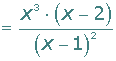 = x³ · (x − 2) / (x − 1)²